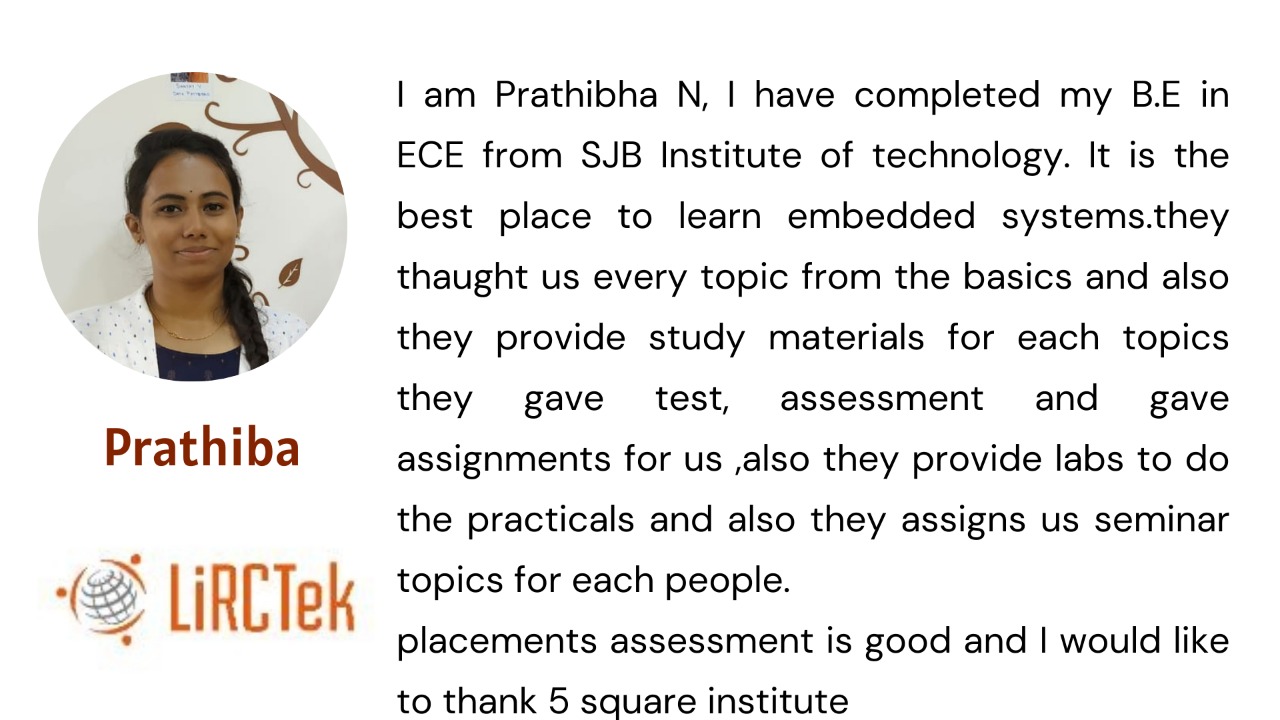 I am Prathibha N, I have completed my B.E in
ECE from SJB Institute of technology. It is the
best place to learn embedded systems.they
thaught us every topic from the basics and also
they provide study materials for each topics
they gave test, assessment and gave
assignments for us ,also they provide labs to do
the practicals and also they assigns us seminar
topics for each people.
placements assessment is good and I would like
to thank 5 square institute
Prathiba
LiRCTek